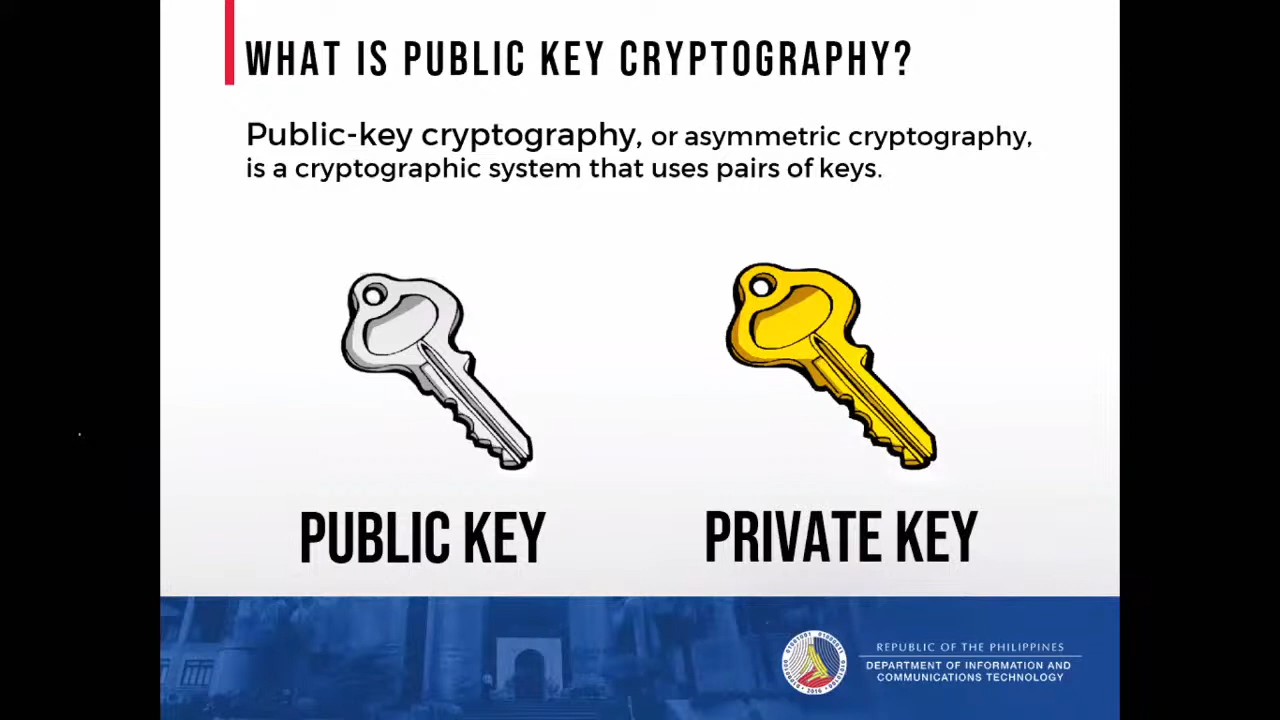 WHAT IS PUBLIC KEY CRYPTOGRAPHY?
Public-key cryptography, or asymmetric cryptography,
is a cryptographic system that uses pairs of keys.
PUBLIC KEY
PRIVATE KEY
REPUBLIC OF THE PHILIPPINES
DEPARTMENT OF INFORMATION AND
COMMUNICATIONS TECHNOLOGY
2016